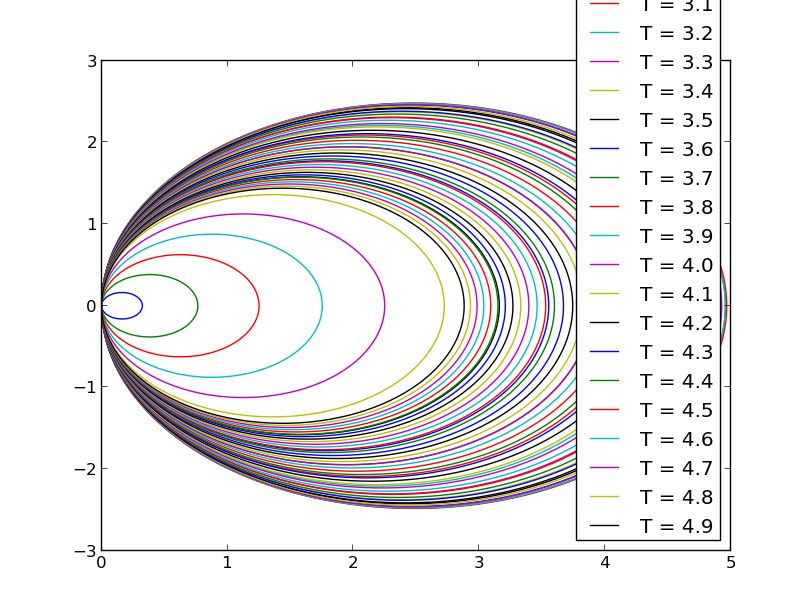 T = 3.1
T = 3.2
T = 3.3
T = 3.4
T = 3.5
T = 3.6
T = 3.7
T = 3.8
T = 3.9
T = 4.0
T = 4.1
T = 4.2
T = 4.3
T = 4.4
T = 4.5
T = 4.6
T = 4.7
T = 4.8
T = 4.9
3
2
1
0
−1
−2
−3
0 1 2 3 4 5